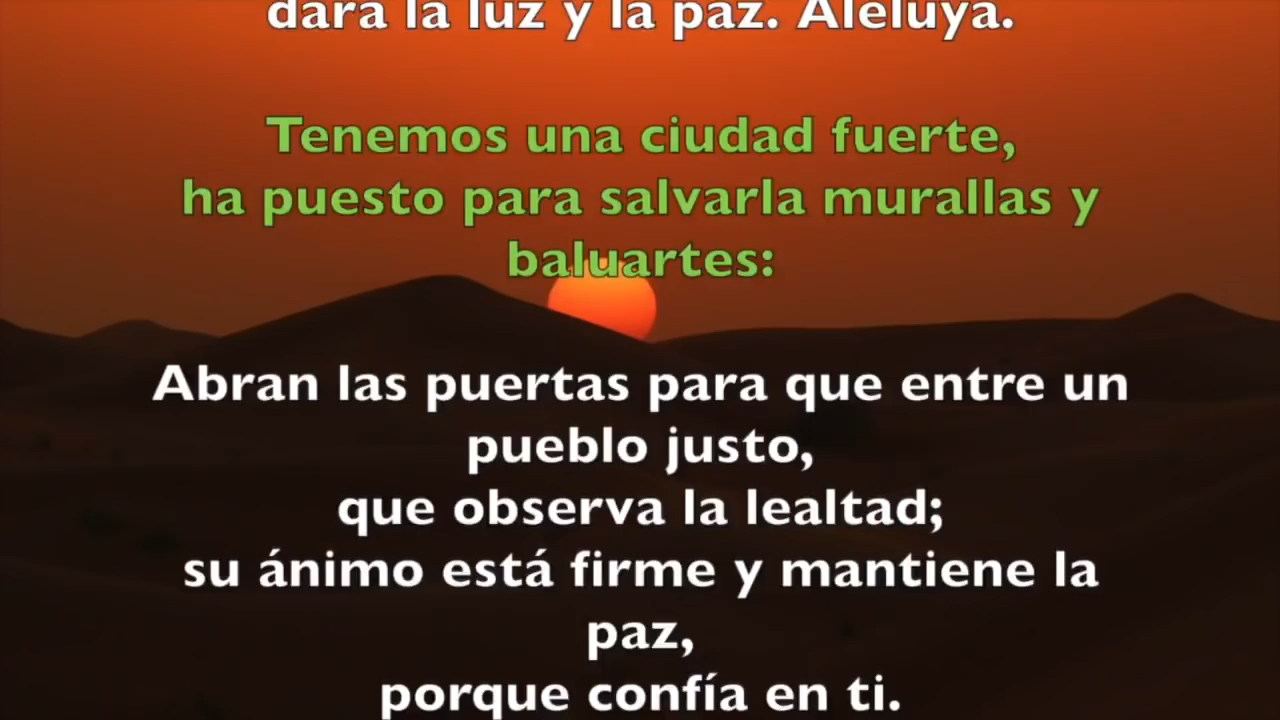 dará la luz y la paz. Aleluya.
Tenemos una ciudad fuerte,
ha puesto para salvarla murallas y
baluartes:
Abran las puertas para que entre un
pueblo justo,
que observa la lealtad;
su ánimo está firme y mantiene la
paz,
porque confía en ti.